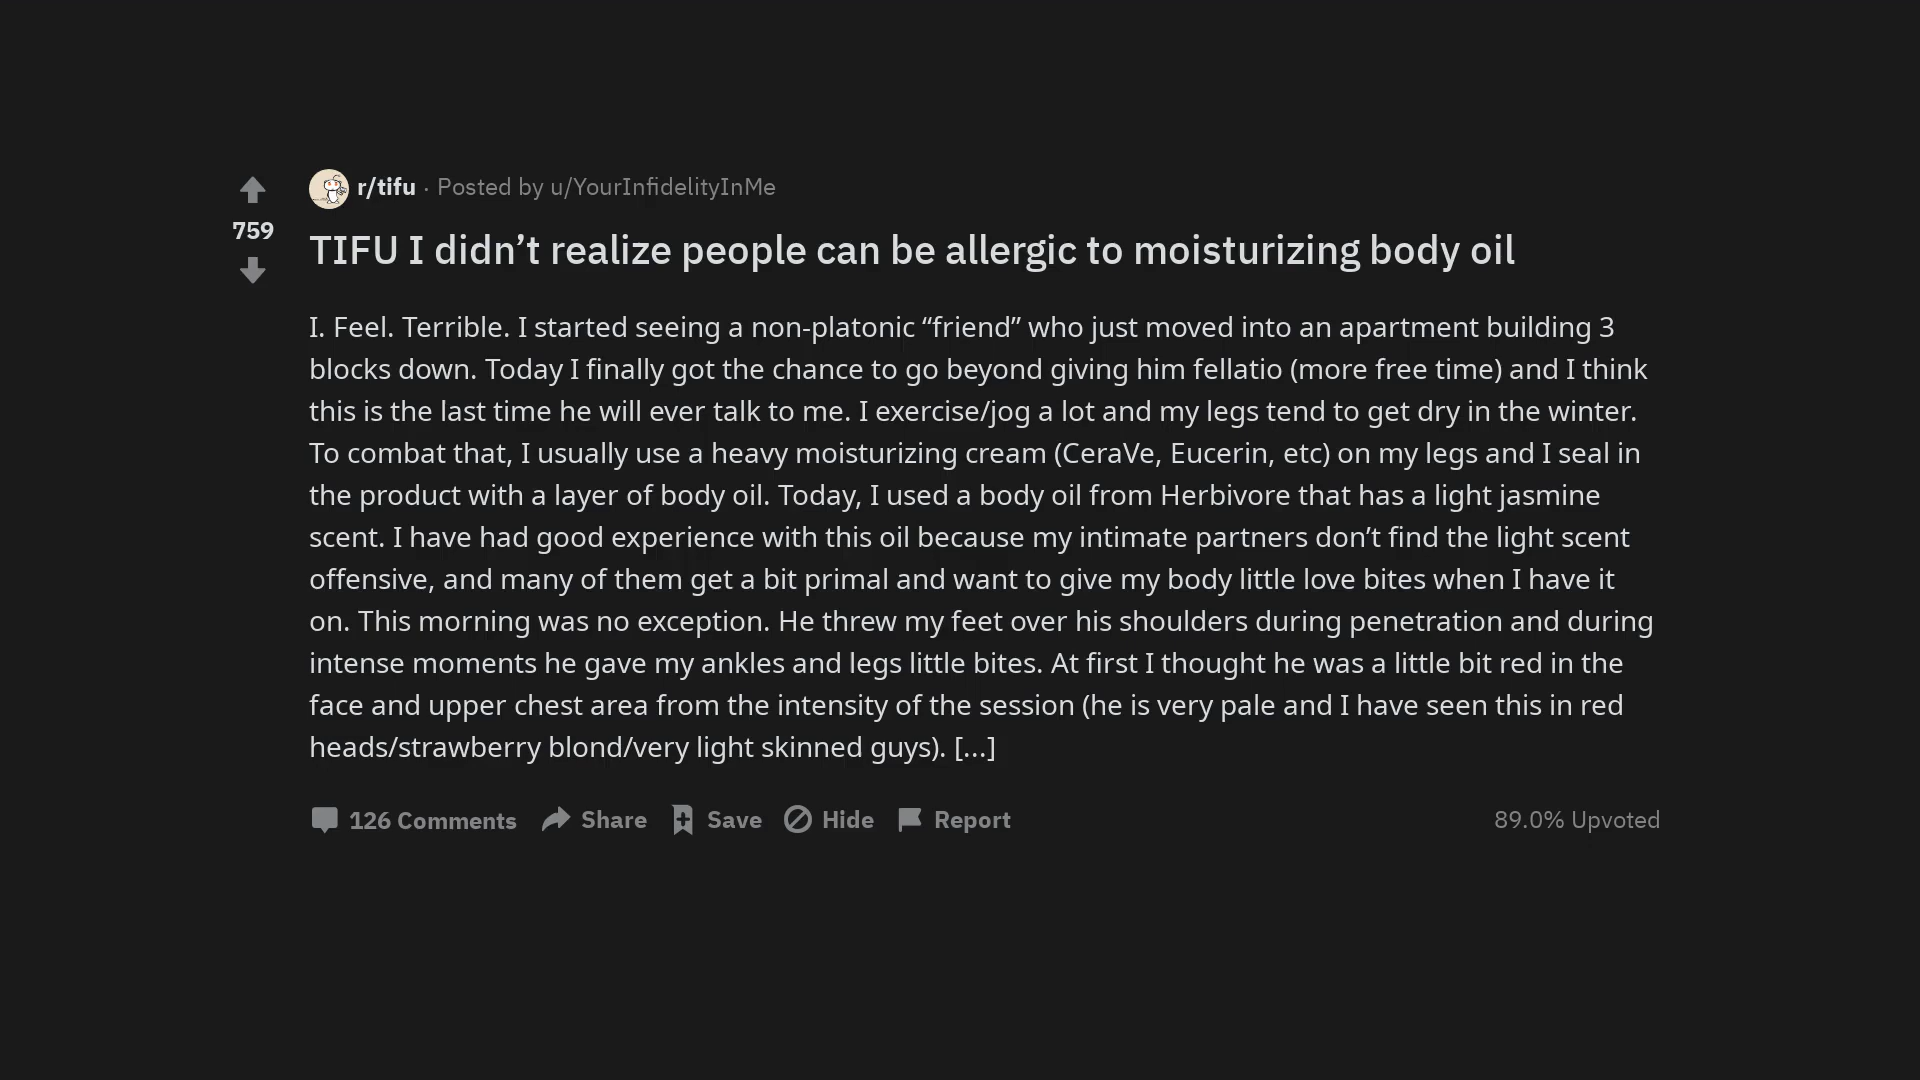 r/tifu · Posted by u/YourInfidelityInMe
759
TIFU I didn’t realize people can be allergic to moisturizing body oil
I. Feel. Terrible. I started seeing a non-platonic “friend” who just moved into an apartment building 3
blocks down. Today I finally got the chance to go beyond giving him fellatio (more free time) and I think
this is the last time he will ever talk to me. I exercise/jog a lot and my legs tend to get dry in the winter.
To combat that, I usually use a heavy moisturizing cream (CeraVe, Eucerin, etc) on my legs and I seal in
the product with a layer of body oil. Today, I used a body oil from Herbivore that has a light jasmine
scent. I have had good experience with this oil because my intimate partners don’t find the light scent
offensive, and many of them get a bit primal and want to give my body little love bites when I have it
on. This morning was no exception. He threw my feet over his shoulders during penetration and during
intense moments he gave my ankles and legs little bites. At first I thought he was a little bit red in the
face and upper chest area from the intensity of the session (he is very pale and I have seen this in red
heads/strawberry blond/very light skinned guys). [...]
126 Comments Share Save Hide Report 89.0% Upvoted